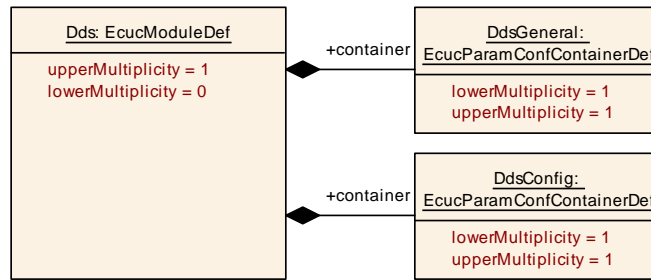 Dds: EcucModuleDef
upperMultiplicity = 1
lowerMultiplicity = 0
+container
DdsGeneral:
EcucParamConfContainerDef
lowerMultiplicity = 1
upperMultiplicity = 1
+container
DdsConfig:
EcucParamConfContainerDef
lowerMultiplicity = 1
upperMultiplicity = 1